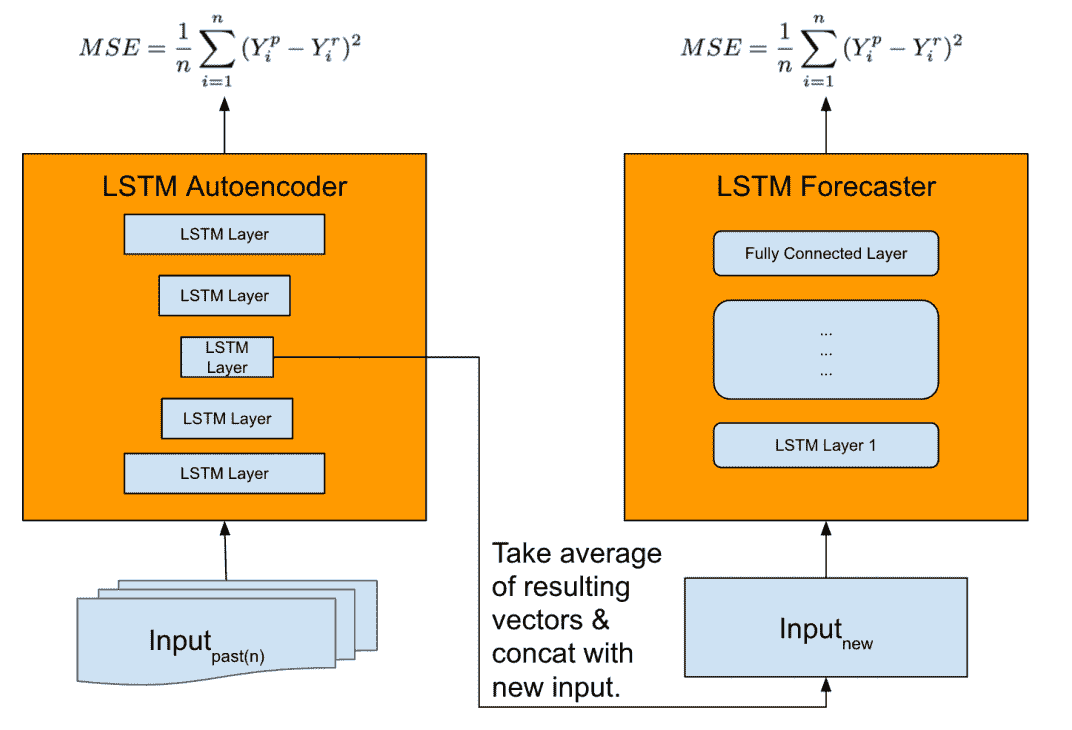 MSE = \frac{1}{n} \sum_{i=1}^{n} (Y_i^p - Y_i^r)^2
LSTM Autoencoder
LSTM Layer
LSTM Layer
LSTM
Layer
LSTM Layer
LSTM Layer
Input_{past(n)}
Take average
of resulting
vectors &
concat with
new input.
MSE = \frac{1}{n} \sum_{i=1}^{n} (Y_i^p - Y_i^r)^2
LSTM Forecaster
Fully Connected Layer
...
...
...
LSTM Layer 1
Input_{new}